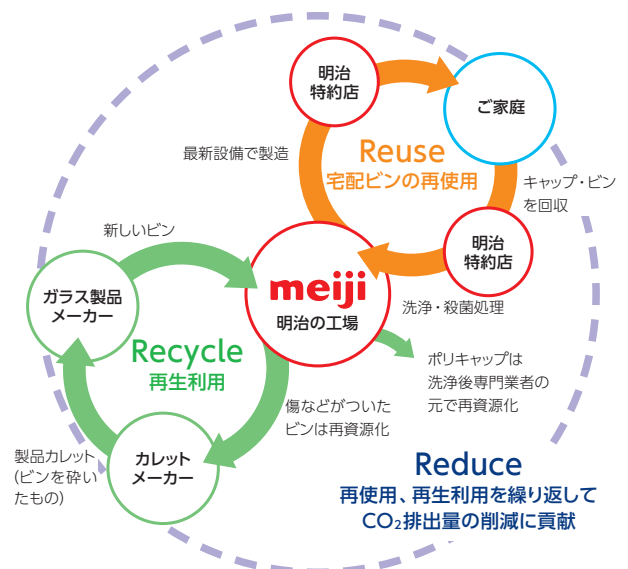 明治
特約店
ご家庭
最新設備で製造
Reuse
宅配ビンの再使用
キャップ・ビン
を回収
明治
特約店
新しいビン
meiji
明治の工場
洗浄・殺菌処理
ガラス製品
メーカー
Recycle
再生利用
ポリキャップは
洗浄後専門業者の
元で再資源化
傷などがついた
ビンは再資源化
製品カレット
(ビンを砕い
たもの)
カレット
メーカー
Reduce
再使用、再生利用を繰り返して
CO₂排出量の削減に貢献